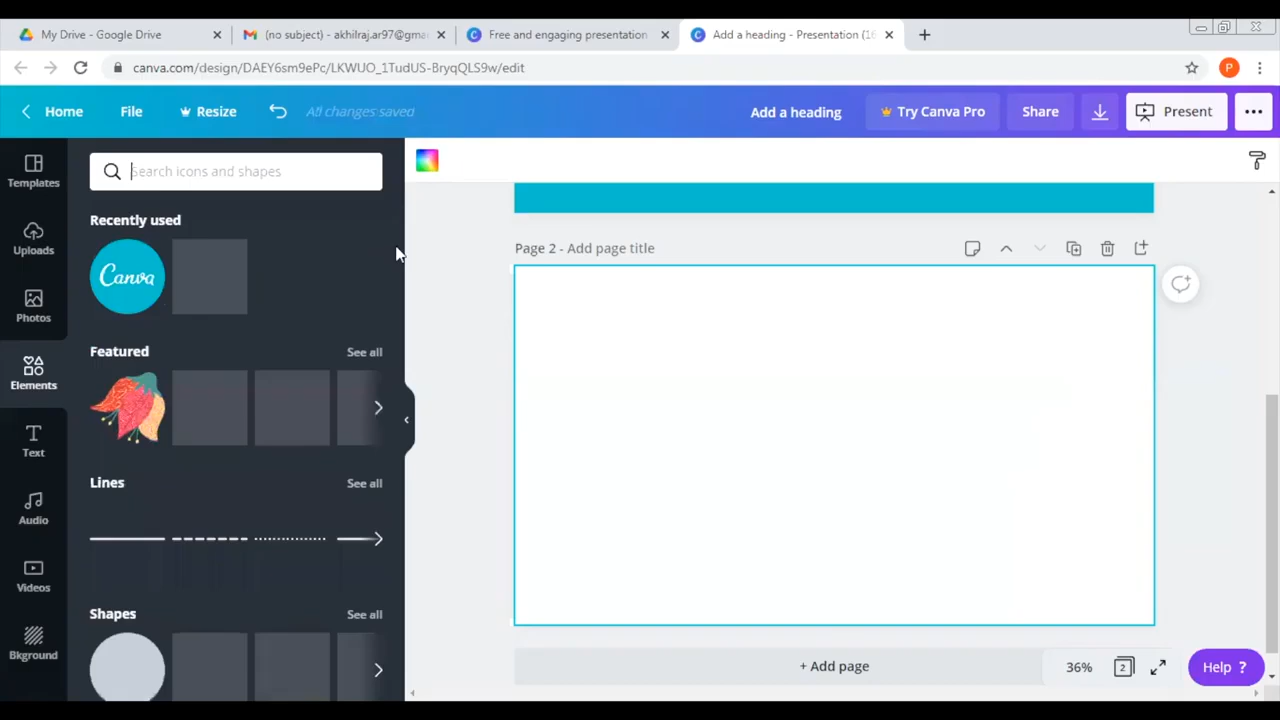 My Drive - Google Drive
(no subject) - akhilraj.ar97@gma
Free and engaging presentation
Add a heading - Presentation (16
canva.com/design/DAEY6sm9ePc/LKWUO_1TudUS-BryqQLS9w/edit
P
Home
File
Resize
All changes saved
Add a heading
Try Canva Pro
Share
Present
Templates
Uploads
Photos
Elements
Text
Audio
Videos
Bkground
Search icons and shapes
Recently used
Canva
Featured
See all
Lines
See all
Shapes
See all
Page 2 - Add page title
+ Add page
36%
2
Help ?